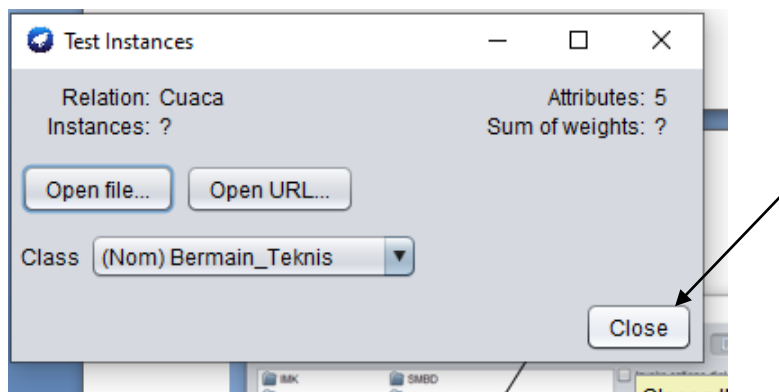 Test Instances
Relation: Cuaca
Attributes: 5
Instances: ?
Sum of weights: ?
Open file...
Open URL...
Class (Nom) Bermain_Teknis
Close
IMK
SMBD